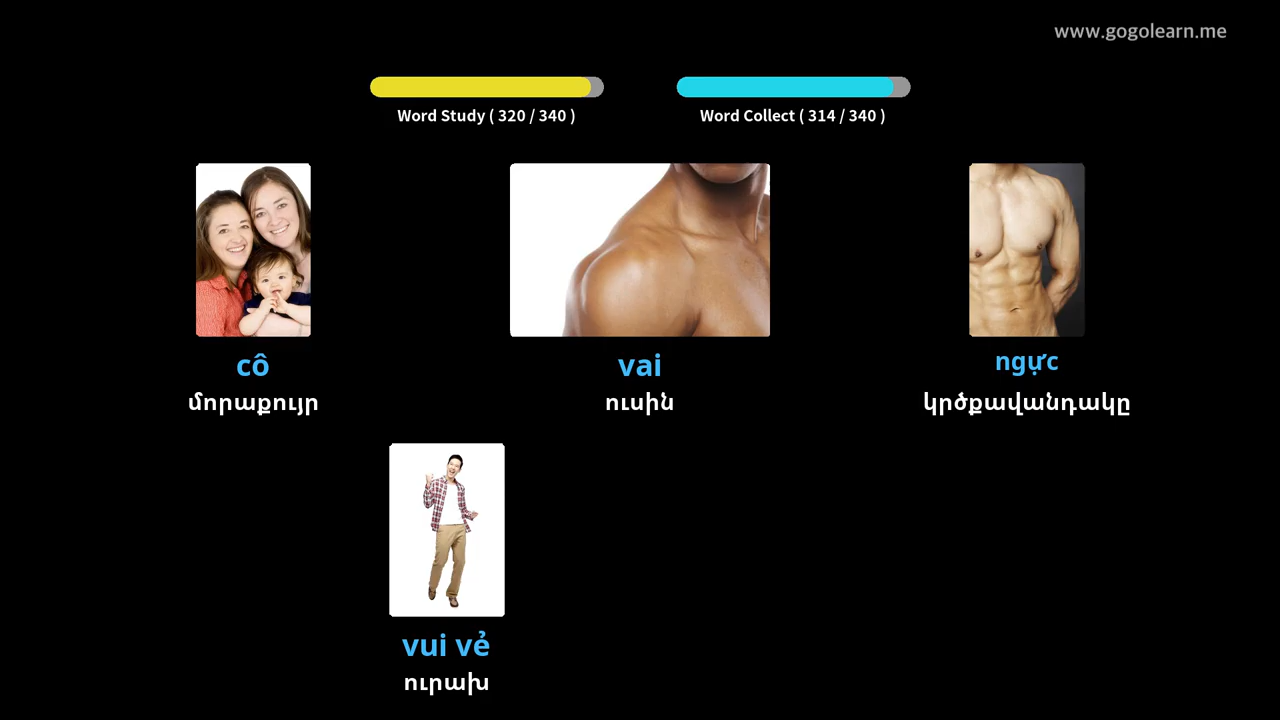 www.gogolearn.me
Word Study ( 320 / 340 )
Word Collect ( 314 / 340 )
cô
մորաքույր
vai
ուսին
ngực
կրծքավանդակը
vui vẻ
ուրախ